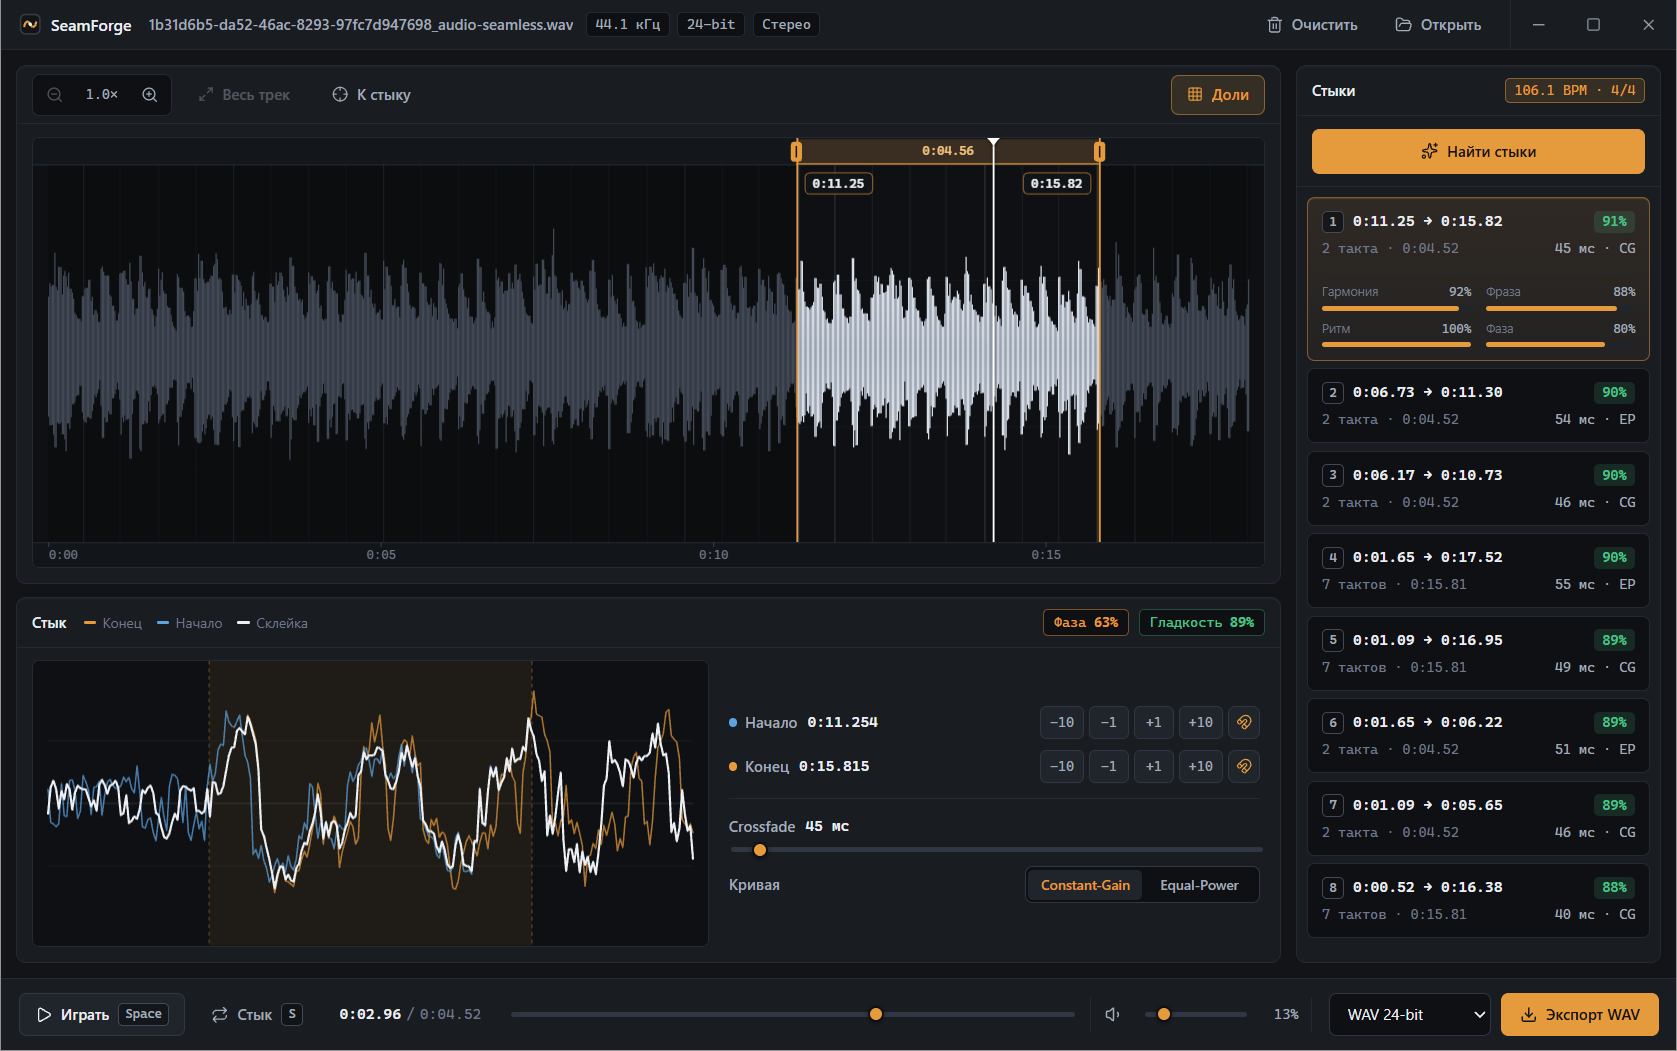 SeamForge 1b31d6b5-da52-46ac-8293-97fc7d947698_audio-seamless.wav 44.1 кГц 24-bit Стерео Очистить Открыть
1.0× Весь трек К стыку Доли
0:04.56
0:11.25 0:15.82
0:00 0:05 0:10 0:15
Стык Конец Начало Склейка Фаза 63% Гладкость 89%
Начало 0:11.254 −10 −1 +1 +10
Конец 0:15.815 −10 −1 +1 +10
Crossfade 45 мс
Кривая Constant-Gain Equal-Power
Стыки 106.1 BPM · 4/4
Найти стыки
1 0:11.25 → 0:15.82 91%
2 такта · 0:04.52 45 мс · CG
Гармония 92% Фраза 88%
Ритм 100% Фаза 80%
2 0:06.73 → 0:11.30 90%
2 такта · 0:04.52 54 мс · EP
3 0:06.17 → 0:10.73 90%
2 такта · 0:04.52 46 мс · CG
4 0:01.65 → 0:17.52 90%
7 тактов · 0:15.81 55 мс · EP
5 0:01.09 → 0:16.95 89%
7 тактов · 0:15.81 49 мс · CG
6 0:01.65 → 0:06.22 89%
2 такта · 0:04.52 51 мс · EP
7 0:01.09 → 0:05.65 89%
2 такта · 0:04.52 46 мс · CG
8 0:00.52 → 0:16.38 88%
7 тактов · 0:15.81 40 мс · CG
Играть Space Стык S 0:02.96 / 0:04.52 13% WAV 24-bit Экспорт WAV